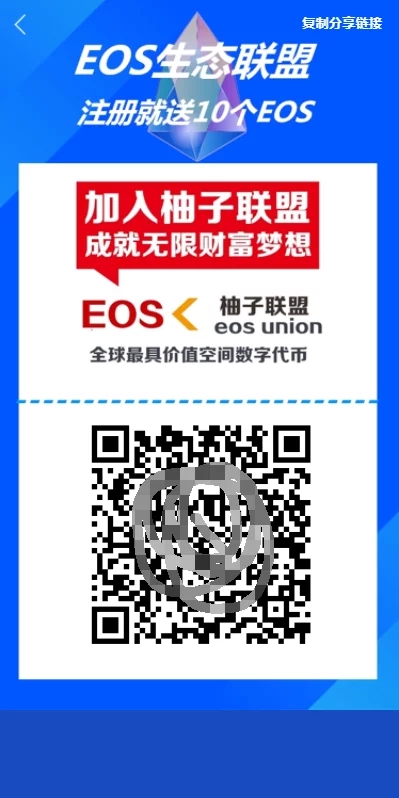 复制分享链接
EOS生态联盟
注册就送10个EOS
加入柚子联盟
成就无限财富梦想
EOS
柚子联盟
eos union
全球最具价值空间数字代币